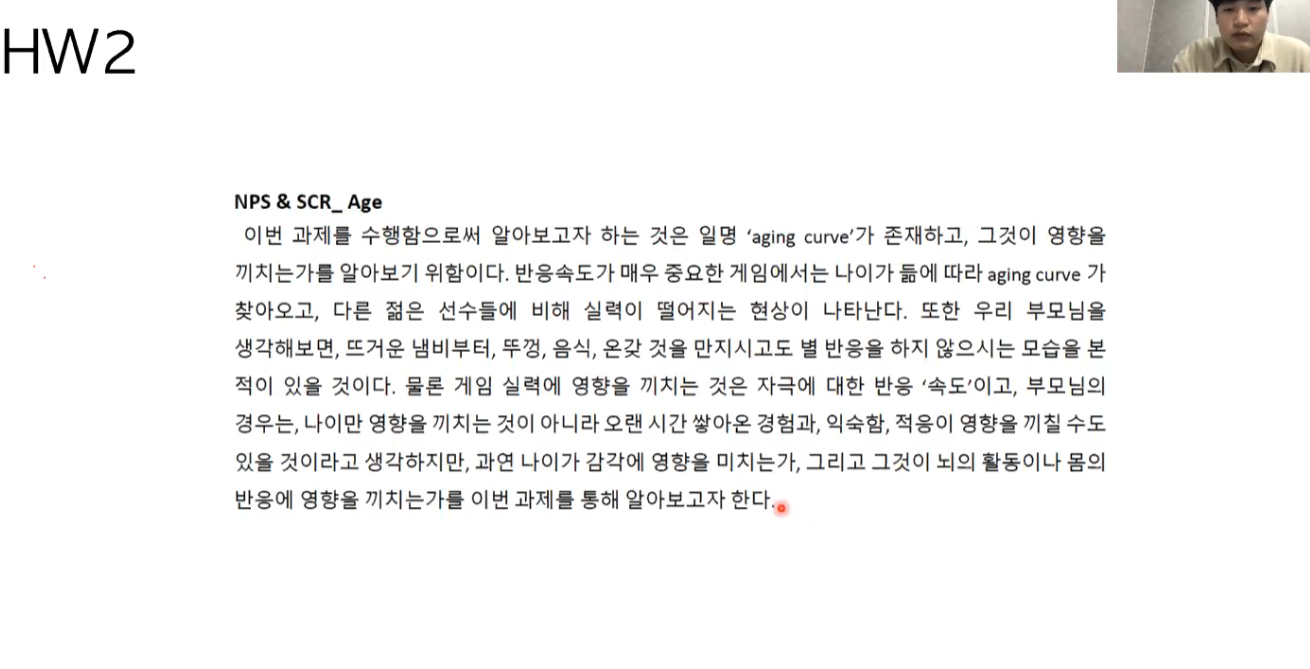 HW2
NPS & SCR_ Age
이번 과제를 수행함으로써 알아보고자 하는 것은 일명 ‘aging curve’가 존재하고, 그것이 영향을
끼치는가를 알아보기 위함이다. 반응속도가 매우 중요한 게임에서는 나이가 듦에 따라 aging curve 가
찾아오고, 다른 젊은 선수들에 비해 실력이 떨어지는 현상이 나타난다. 또한 우리 부모님을
생각해보면, 뜨거운 냄비부터, 뚜껑, 음식, 온갖 것을 만지시고도 별 반응을 하지 않으시는 모습을 본
적이 있을 것이다. 물론 게임 실력에 영향을 끼치는 것은 자극에 대한 반응 ‘속도’이고, 부모님의
경우는, 나이만 영향을 끼치는 것이 아니라 오랜 시간 쌓아온 경험과, 익숙함, 적응이 영향을 끼칠 수도
있을 것이라고 생각하지만, 과연 나이가 감각에 영향을 미치는가, 그리고 그것이 뇌의 활동이나 몸의
반응에 영향을 끼치는가를 이번 과제를 통해 알아보고자 한다.